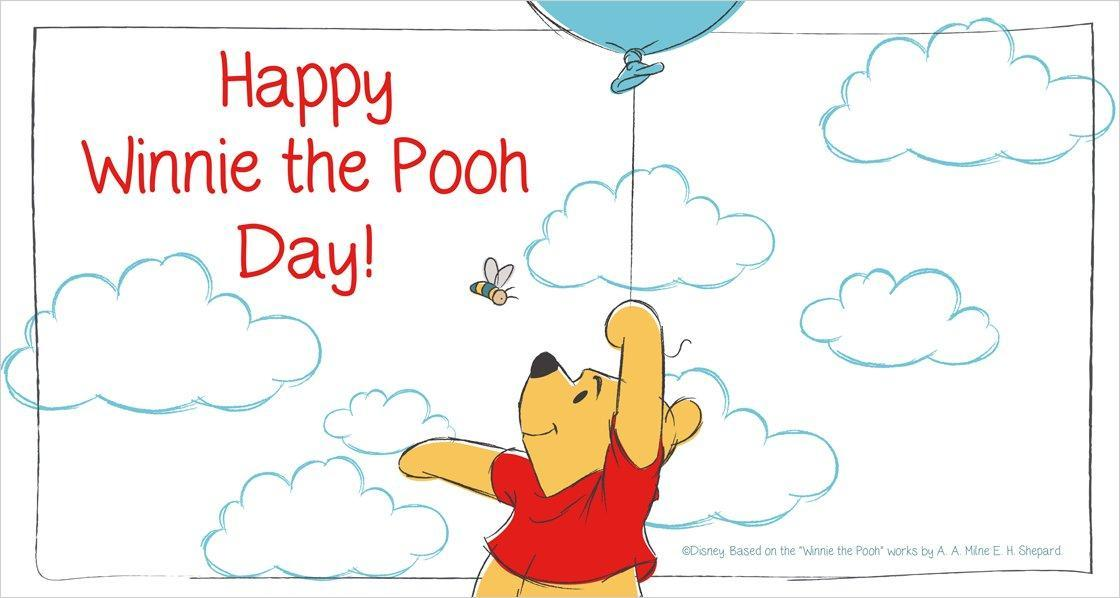 Happy
Winnie the Pooh
Day!
©Disney. Based on the "Winnie the Pooh" works by A. A. Milne E. H. Shepard.